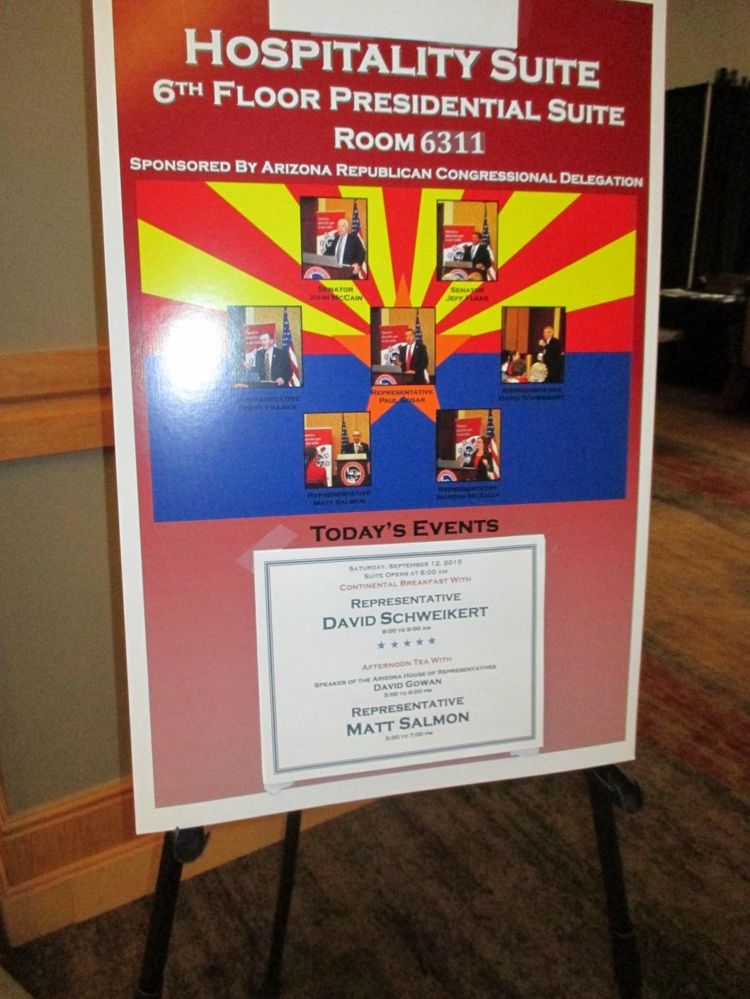 HOSPITALITY SUITE
6TH FLOOR PRESIDENTIAL SUITE
ROOM 6311
SPONSORED BY ARIZONA REPUBLICAN CONGRESSIONAL DELEGATION
SENATOR
JOHN MCCAIN
SENATOR
JEFF FLAKE
REPRESENTATIVE
TRENT FRANKS
REPRESENTATIVE
PAUL GOSAR
REPRESENTATIVE
DAVID SCHWEIKERT
REPRESENTATIVE
MATT SALMON
REPRESENTATIVE
MARTHA MCSALLY
TODAY'S EVENTS
SATURDAY, SEPTEMBER 12, 2015
SUITE OPENS AT 8:00 AM
CONTINENTAL BREAKFAST WITH
REPRESENTATIVE
DAVID SCHWEIKERT
8:00 TO 9:00 AM
AFTERNOON TEA WITH
SPEAKER OF THE ARIZONA HOUSE OF REPRESENTATIVES
DAVID GOWAN
5:00 TO 6:00 PM
REPRESENTATIVE
MATT SALMON
5:00 TO 7:00 PM